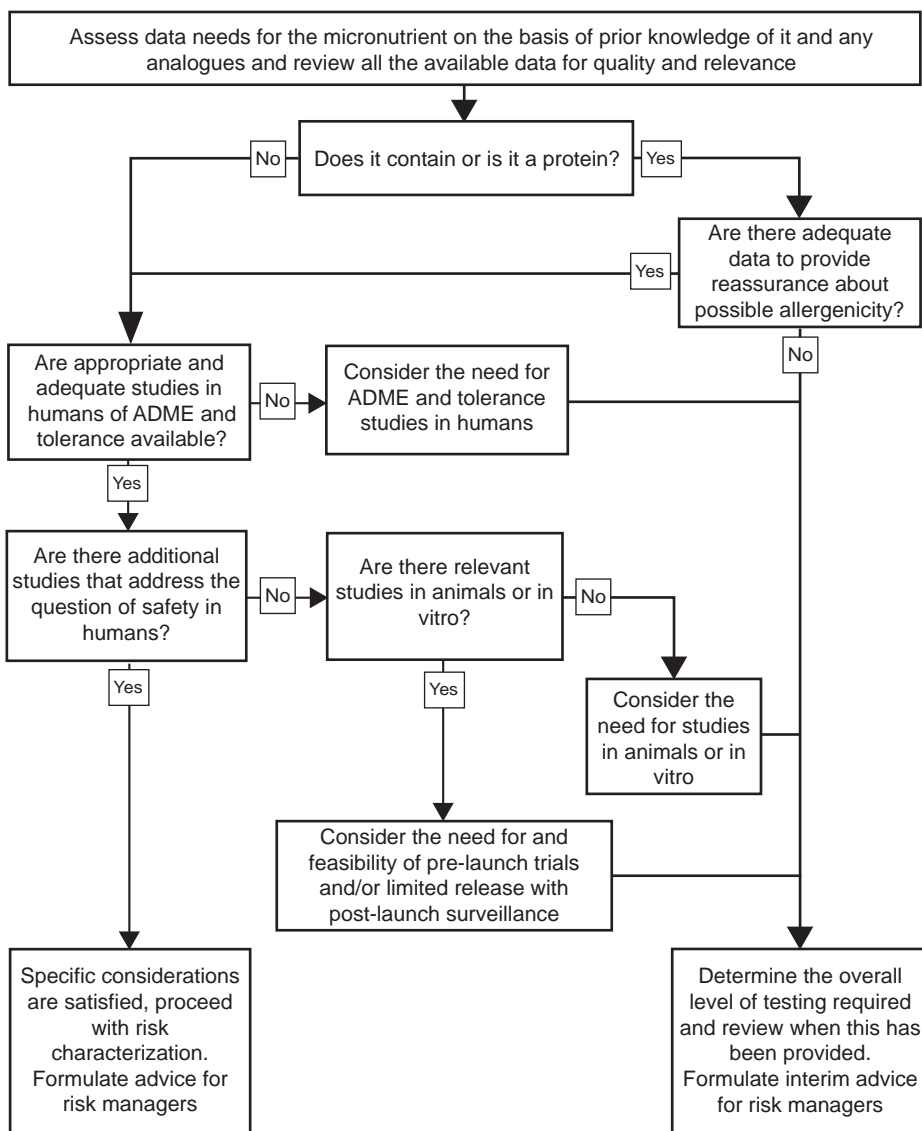 Assess data needs for the micronutrient on the basis of prior knowledge of it and any
analogues and review all the available data for quality and relevance
No
Does it contain or is it a protein?
Yes
Are there adequate
data to provide
reassurance about
possible allergenicity?
Yes
No
Are appropriate and
adequate studies in
humans of ADME and
tolerance available?
No
Consider the need for
ADME and tolerance
studies in humans
Yes
Are there additional
studies that address the
question of safety in
humans?
No
Are there relevant
studies in animals or in
vitro?
No
Yes
Yes
Consider the
need for studies
in animals or in
vitro
Consider the need for and
feasibility of pre-launch trials
and/or limited release with
post-launch surveillance
Specific considerations
are satisfied, proceed
with risk
characterization.
Formulate advice for
risk managers
Determine the overall
level of testing required
and review when this has
been provided.
Formulate interim advice
for risk managers